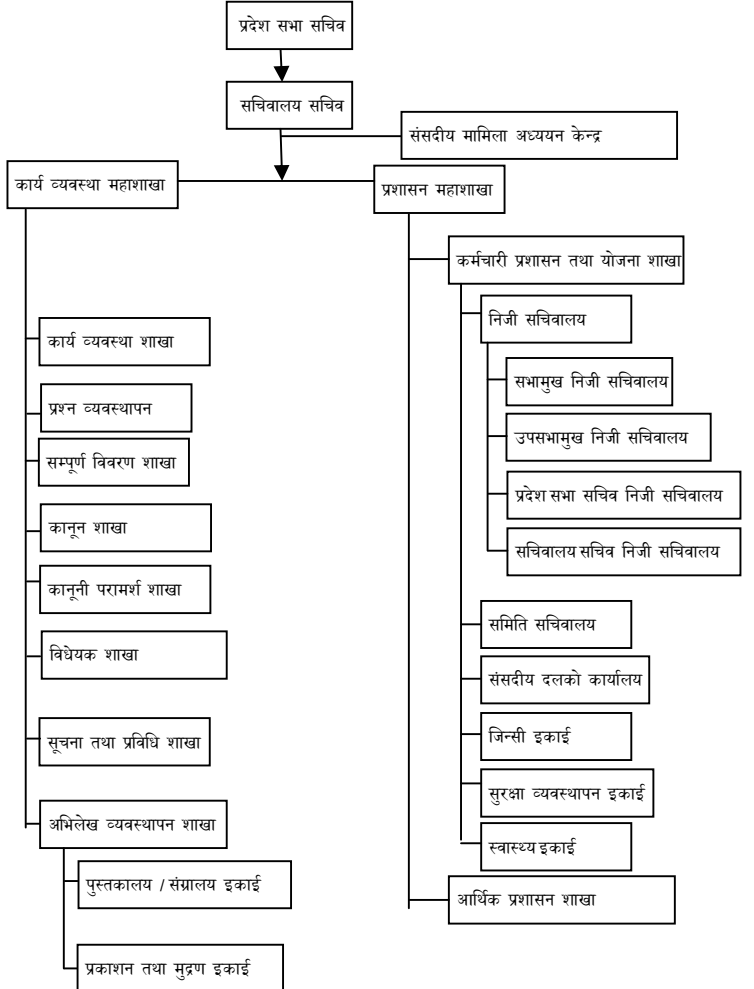 प्रदेश सभा सचिव
सचिवालय सचिव
संसदीय मामिला अध्ययन केन्द्र
कार्य व्यवस्था महाशाखा
प्रशासन महाशाखा
कार्य व्यवस्था शाखा
प्रश्न व्यवस्थापन
सम्पूर्ण विवरण शाखा
कानून शाखा
कानूनी परामर्श शाखा
विधेयक शाखा
सूचना तथा प्रविधि शाखा
अभिलेख व्यवस्थापन शाखा
पुस्तकालय / संग्रालय इकाई
प्रकाशन तथा मुद्रण इकाई
कर्मचारी प्रशासन तथा योजना शाखा
निजी सचिवालय
सभामुख निजी सचिवालय
उपसभामुख निजी सचिवालय
प्रदेश सभा सचिव निजी सचिवालय
सचिवालय सचिव निजी सचिवालय
समिति सचिवालय
संसदीय दलको कार्यालय
जिन्सी इकाई
सुरक्षा व्यवस्थापन इकाई
स्वास्थ्य इकाई
आर्थिक प्रशासन शाखा